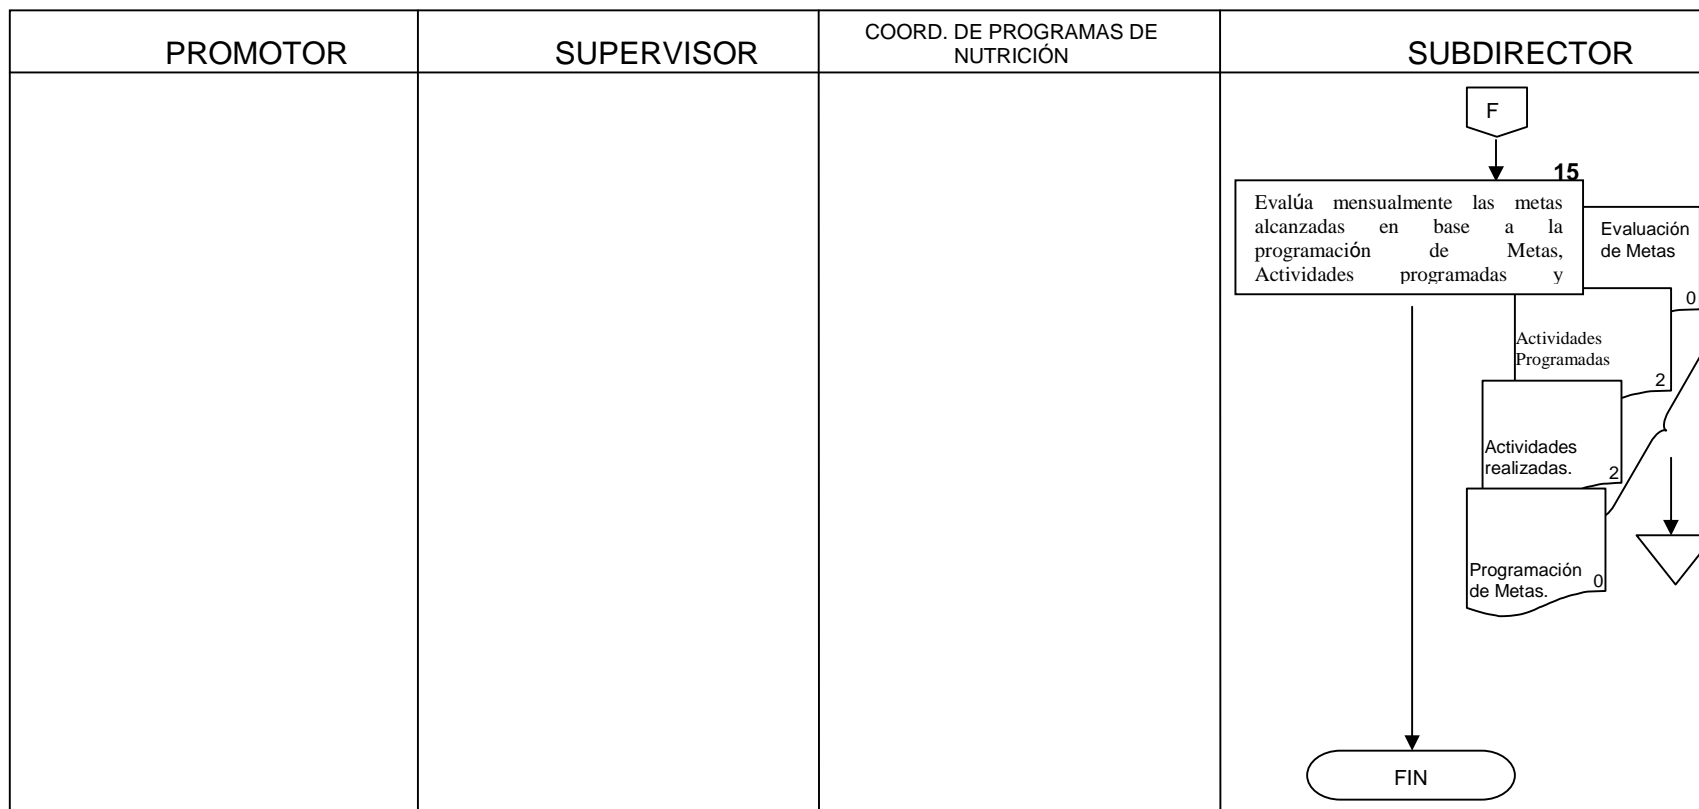 PROMOTOR
SUPERVISOR
COORD. DE PROGRAMAS DE
NUTRICIÓN
SUBDIRECTOR
F
15
Evalúa mensualmente las metas
alcanzadas en base a la
programación de Metas,
Actividades programadas y
Evaluación
de Metas
0
Actividades
Programadas
2
Actividades
realizadas.
2
Programación
de Metas.
0
FIN